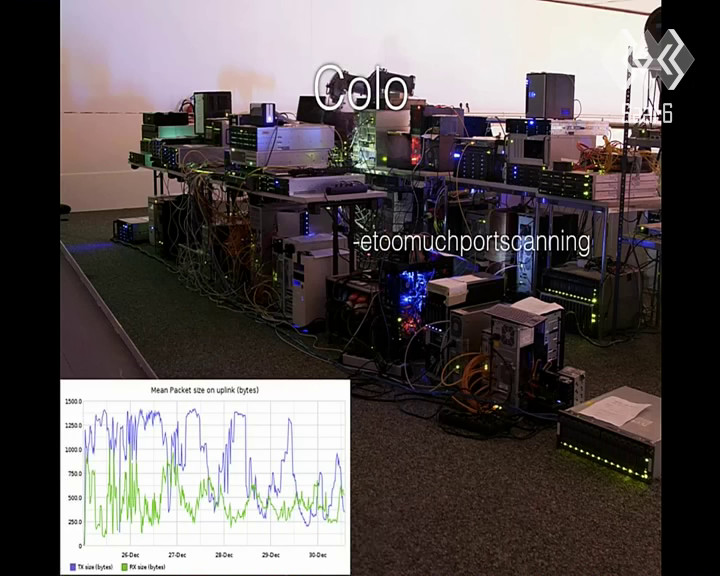 Colo
-etoomuchportscanning
Mean Packet size on uplink (bytes)
1500.0
1250.0
1000.0
750.0
500.0
250.0
0
26-Dec
27-Dec
28-Dec
29-Dec
30-Dec
TX size (bytes)
RX size (bytes)